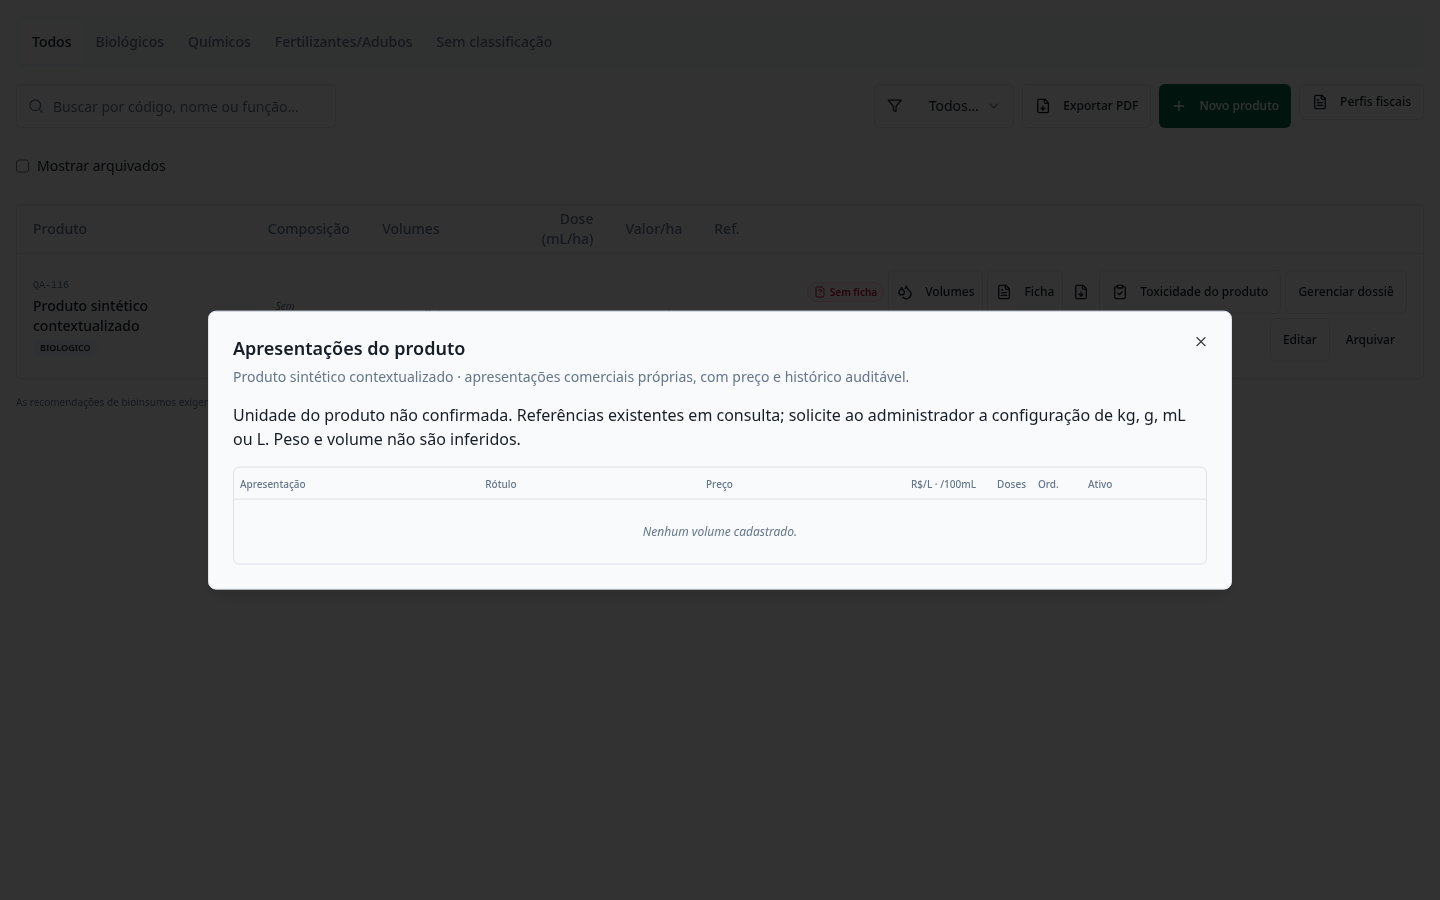 Todos Biológicos Químicos Fertilizantes/Adubos Sem classificação
Buscar por código, nome ou função... Todos... Exportar PDF Novo produto Perfis fiscais
Mostrar arquivados
Produto Composição Volumes Dose (mL/ha) Valor/ha Ref.
QA-116
Produto sintético
contextualizado
BIOLÓGICO
Sem
Sem ficha Volumes Ficha Toxicidade do produto Gerenciar dossiê
Editar Arquivar
As recomendações de bioinsumos
Apresentações do produto
Produto sintético contextualizado · apresentações comerciais próprias, com preço e histórico auditável.
Unidade do produto não confirmada. Referências existentes em consulta; solicite ao administrador a configuração de kg, g, mL
ou L. Peso e volume não são inferidos.
Apresentação Rótulo Preço R$/L · /100mL Doses Ord. Ativo
Nenhum volume cadastrado.